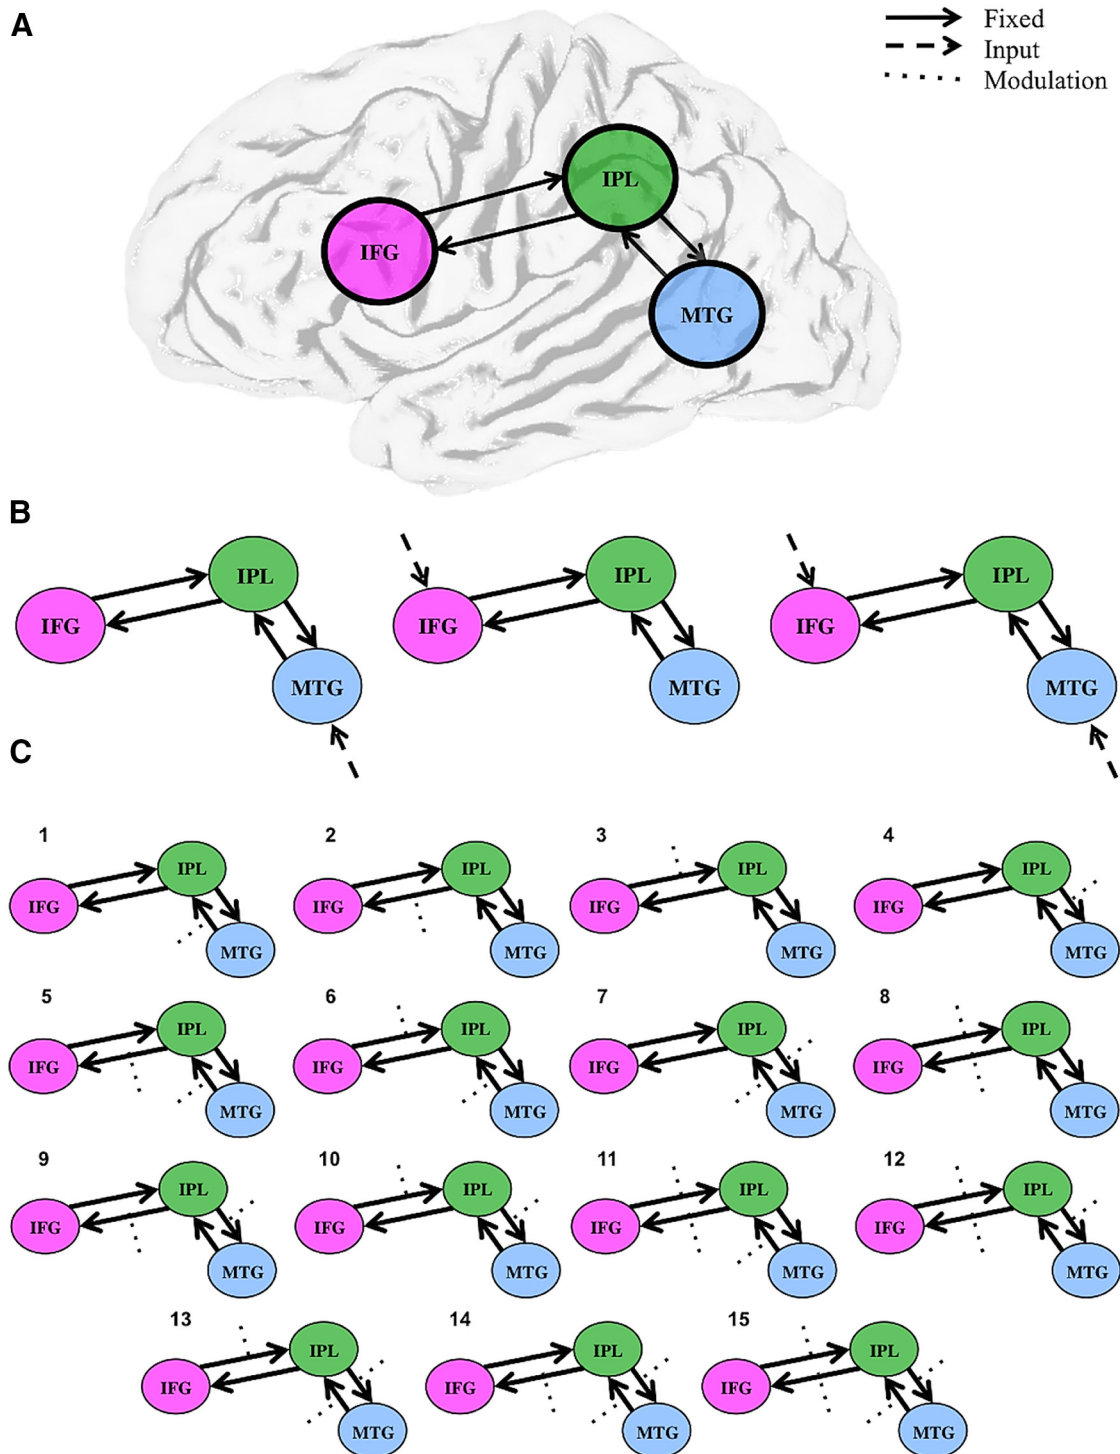 A
Fixed
Input
Modulation
IPL
IFG
MTG
B
IPL IPL IPL
IFG IFG IFG
MTG MTG MTG
C
1 2 3 4
IPL IPL IPL IPL
IFG IFG IFG IFG
MTG MTG MTG MTG
5 6 7 8
IPL IPL IPL IPL
IFG IFG IFG IFG
MTG MTG MTG MTG
9 10 11 12
IPL IPL IPL IPL
IFG IFG IFG IFG
MTG MTG MTG MTG
13 14 15
IPL IPL IPL
IFG IFG IFG
MTG MTG MTG